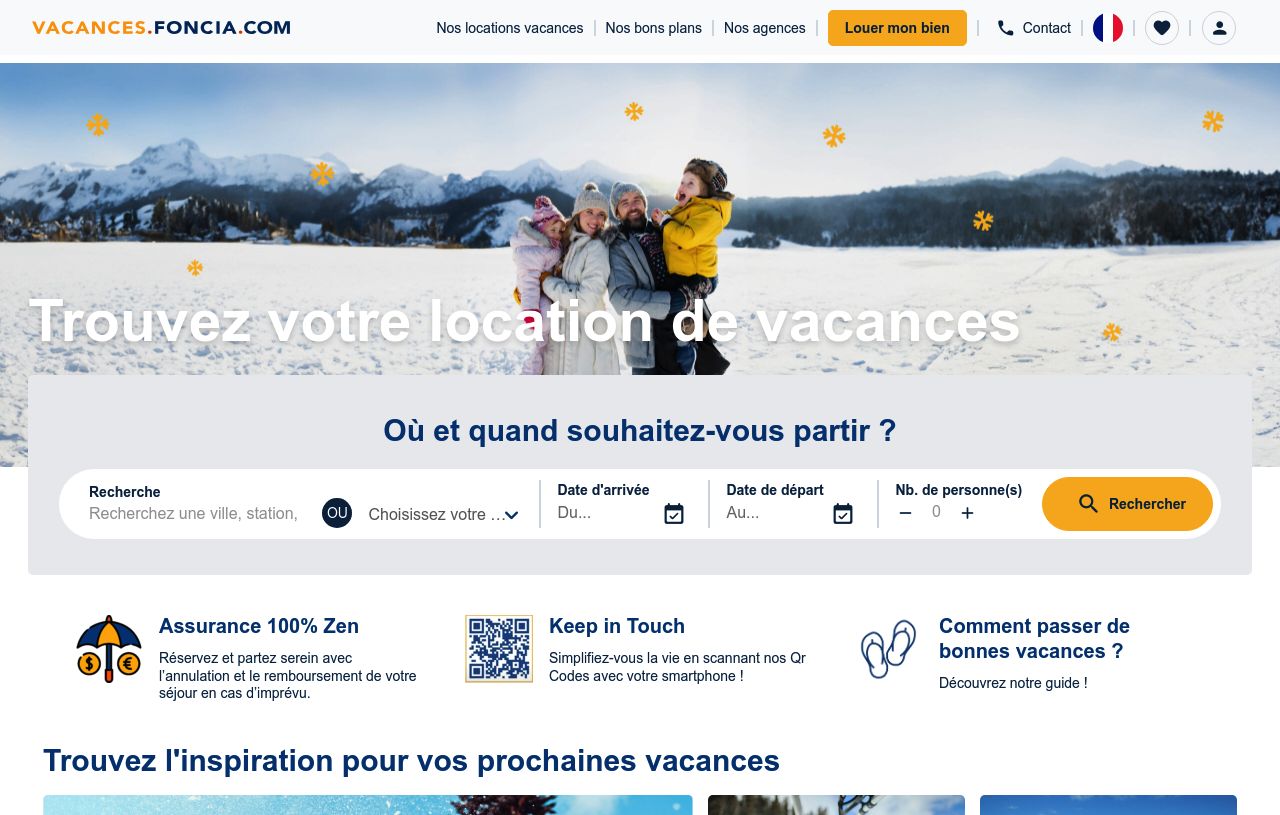 VACANCES.FONCIA.COM
Nos locations vacances
Nos bons plans
Nos agences
Louer mon bien
Contact
Trouvez votre location de vacances
Où et quand souhaitez-vous partir ?
Recherche
Recherchez une ville, station,
OU
Choisissez votre ...
Date d'arrivée
Du...
Date de départ
Au...
Nb. de personne(s)
0
Rechercher
Assurance 100% Zen
Réservez et partez serein avec
l'annulation et le remboursement de votre
séjour en cas d'imprévu.
Keep in Touch
Simplifiez-vous la vie en scannant nos Qr
Codes avec votre smartphone !
Comment passer de
bonnes vacances ?
Découvrez notre guide !
Trouvez l'inspiration pour vos prochaines vacances